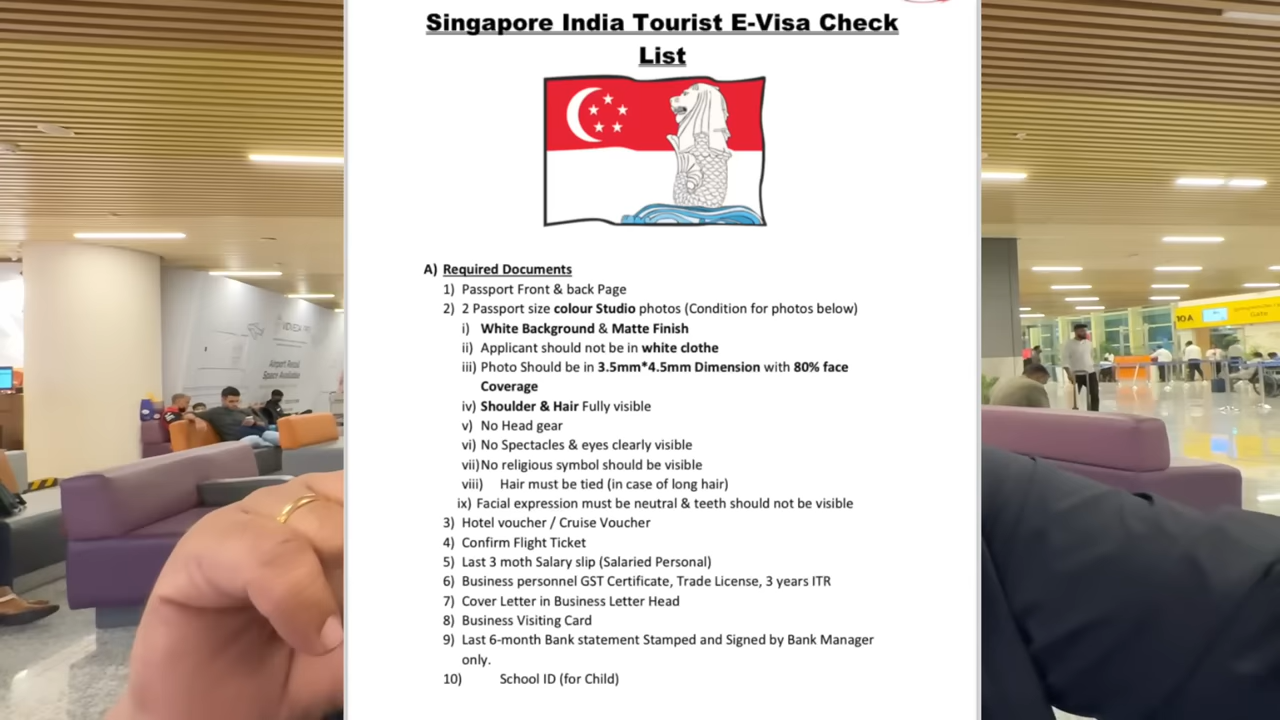 Singapore India Tourist E-Visa Check
List
A) Required Documents
1) Passport Front & back Page
2) 2 Passport size colour Studio photos (Condition for photos below)
i) White Background & Matte Finish
ii) Applicant should not be in white clothe
iii) Photo Should be in 3.5mm*4.5mm Dimension with 80% face
Coverage
iv) Shoulder & Hair Fully visible
v) No Head gear
vi) No Spectacles & eyes clearly visible
vii)No religious symbol should be visible
viii) Hair must be tied (in case of long hair)
ix) Facial expression must be neutral & teeth should not be visible
3) Hotel voucher / Cruise Voucher
4) Confirm Flight Ticket
5) Last 3 moth Salary slip (Salaried Personal)
6) Business personnel GST Certificate, Trade License, 3 years ITR
7) Cover Letter in Business Letter Head
8) Business Visiting Card
9) Last 6-month Bank statement Stamped and Signed by Bank Manager
only.
10) School ID (for Child)
Airport Retail
Space Available
10A